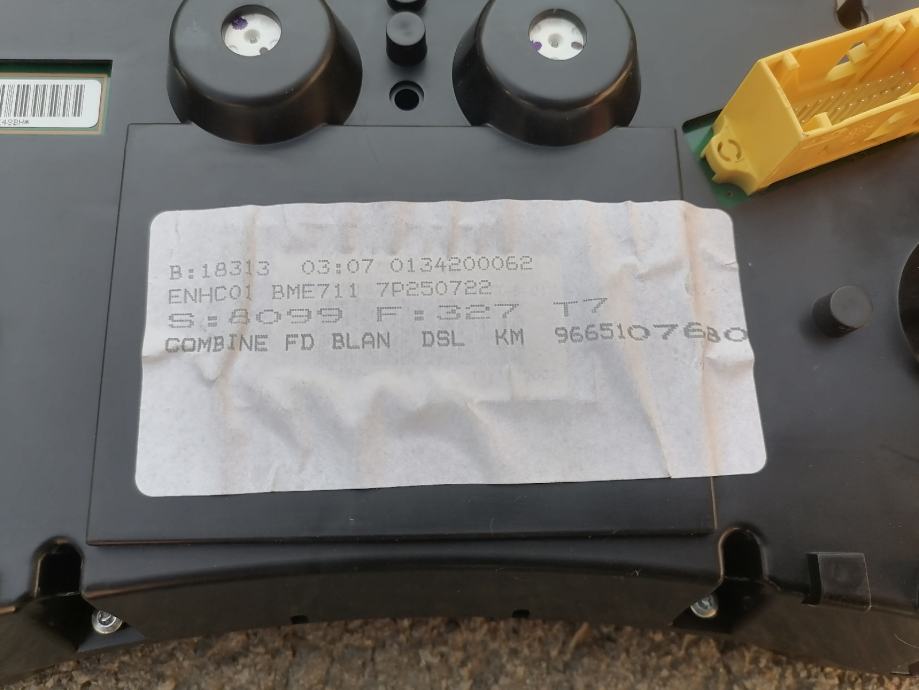 B:18313 03:07 0134200062
ENHC01 BME711 7P250722
S:8099 F:327 T7
COMBINE FD BLAN DSL KM 9665107680